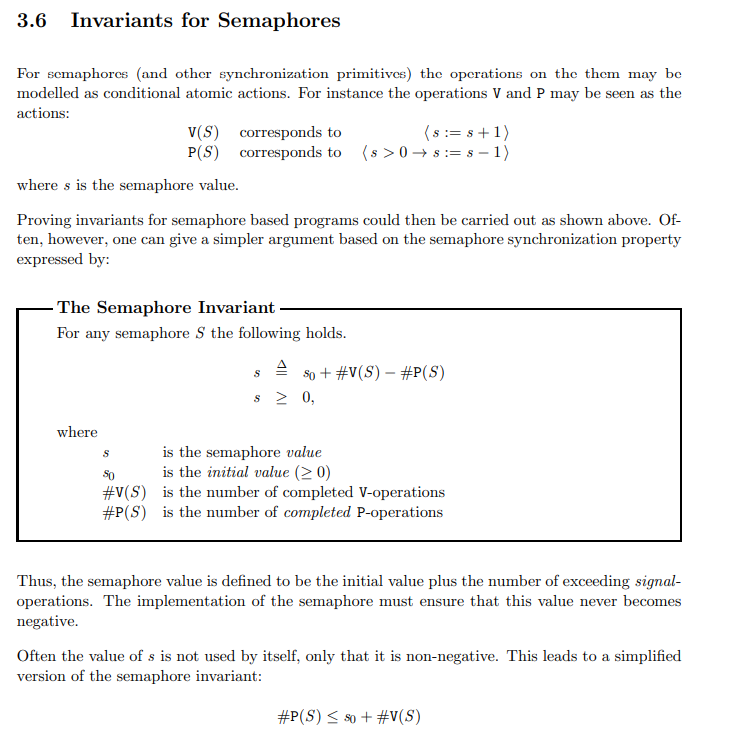 3.6 Invariants for Semaphores
For semaphores (and other synchronization primitives) the operations on the them may be
modelled as conditional atomic actions. For instance the operations V and P may be seen as the
actions:
V(S) corresponds to ⟨ s := s + 1 ⟩
P(S) corresponds to ⟨ s > 0 → s := s − 1 ⟩
where s is the semaphore value.
Proving invariants for semaphore based programs could then be carried out as shown above. Of-
ten, however, one can give a simpler argument based on the semaphore synchronization property
expressed by:
The Semaphore Invariant
For any semaphore S the following holds.
s ≜ s₀ + #V(S) − #P(S)
s ≥ 0,
where
s is the semaphore value
s₀ is the initial value (≥ 0)
#V(S) is the number of completed V-operations
#P(S) is the number of completed P-operations
Thus, the semaphore value is defined to be the initial value plus the number of exceeding signal-
operations. The implementation of the semaphore must ensure that this value never becomes
negative.
Often the value of s is not used by itself, only that it is non-negative. This leads to a simplified
version of the semaphore invariant:
#P(S) ≤ s₀ + #V(S)